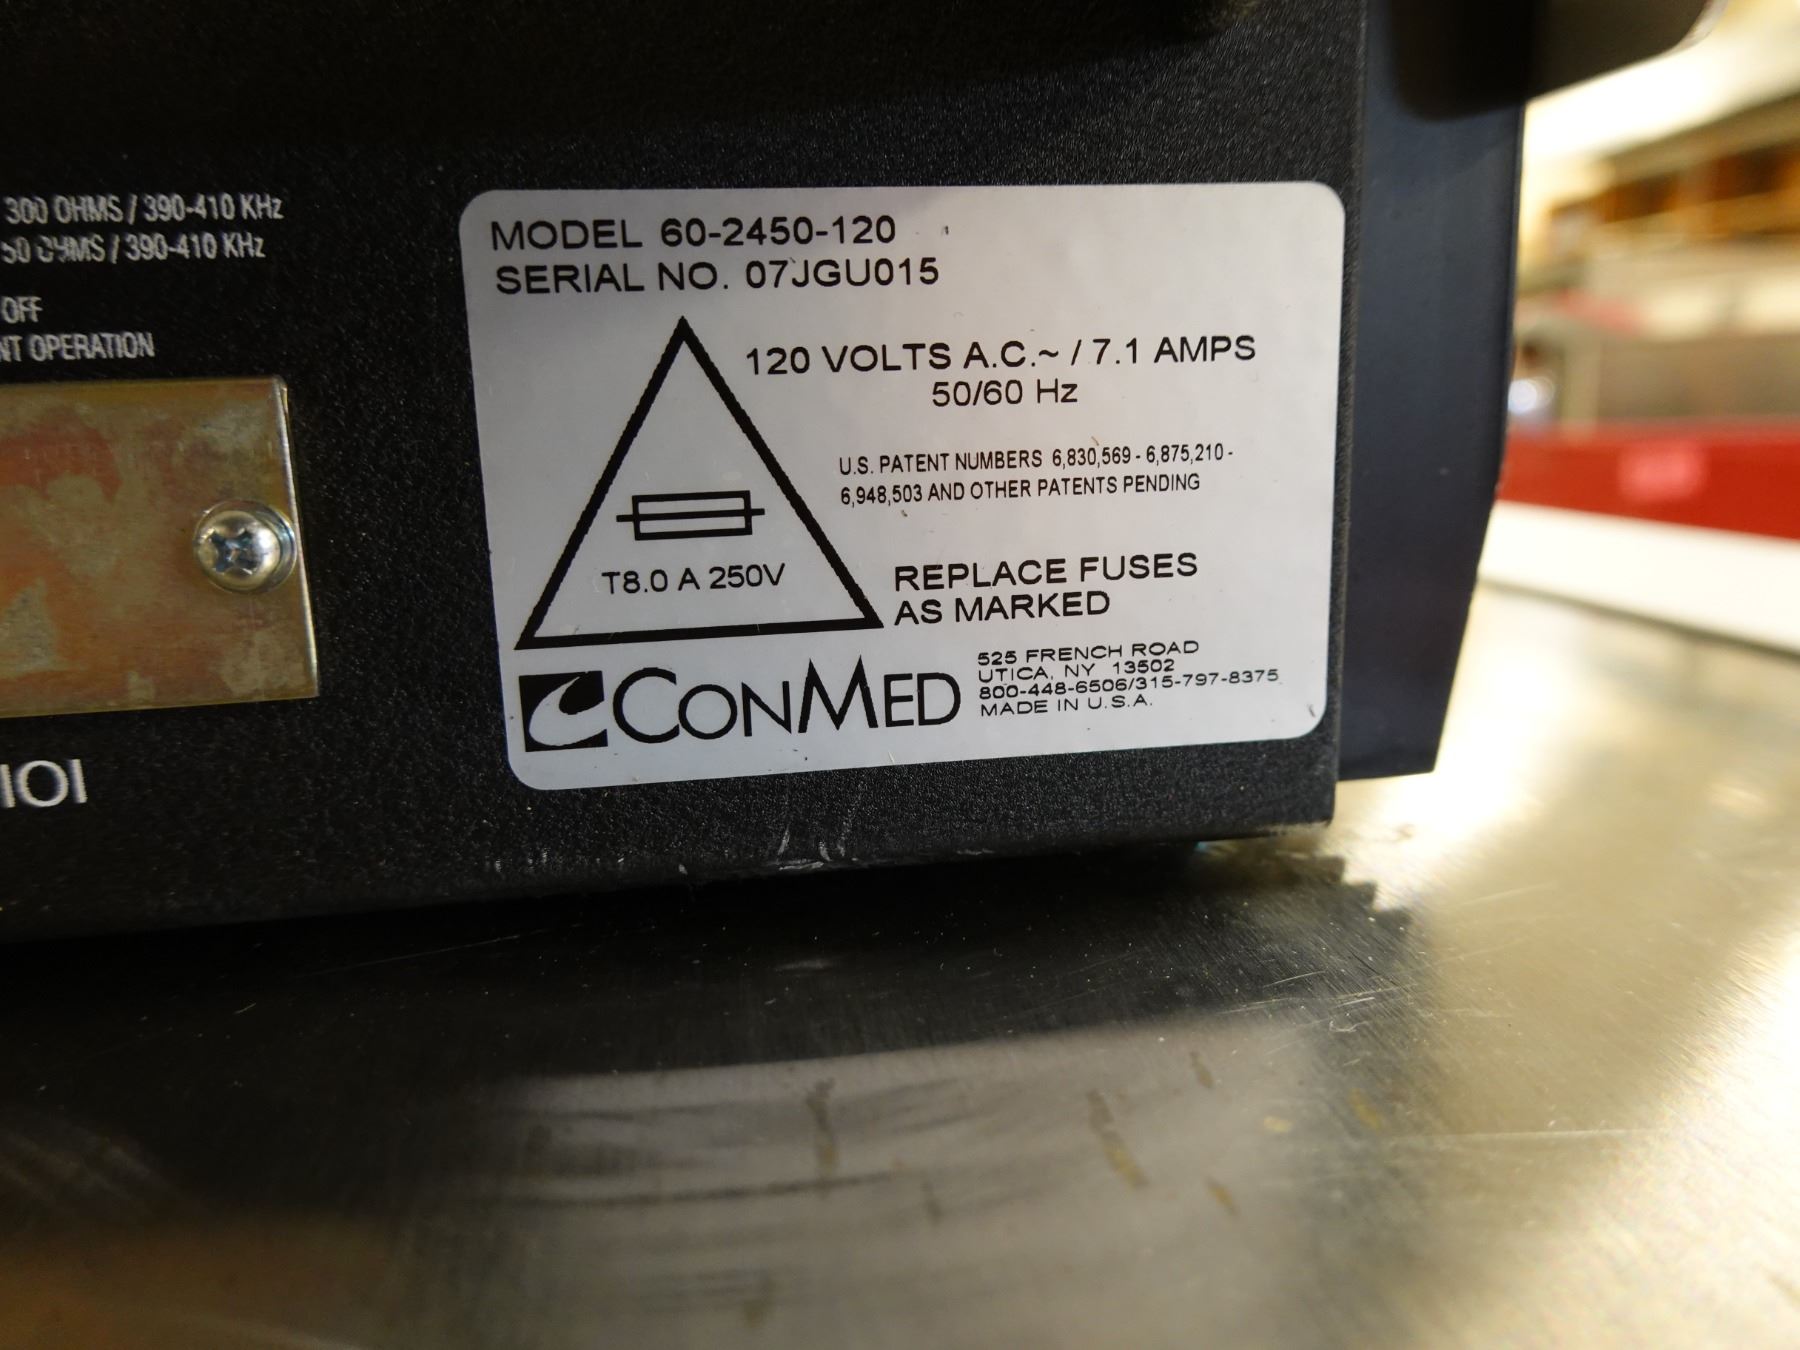 300 OHMS / 390-410 KHz
50 OHMS / 390-410 KHz
OFF
OPERATION
MODEL 60-2450-120
SERIAL NO. 07JGU015
120 VOLTS A.C.~ / 7.1 AMPS
50/60 Hz
U.S. PATENT NUMBERS 6,830,569 - 6,875,210 -
6,948,503 AND OTHER PATENTS PENDING
T8.0 A 250V
REPLACE FUSES
AS MARKED
CONMED
525 FRENCH ROAD
UTICA, NY 13502
800-448-6506/315-797-8375
MADE IN U.S.A.